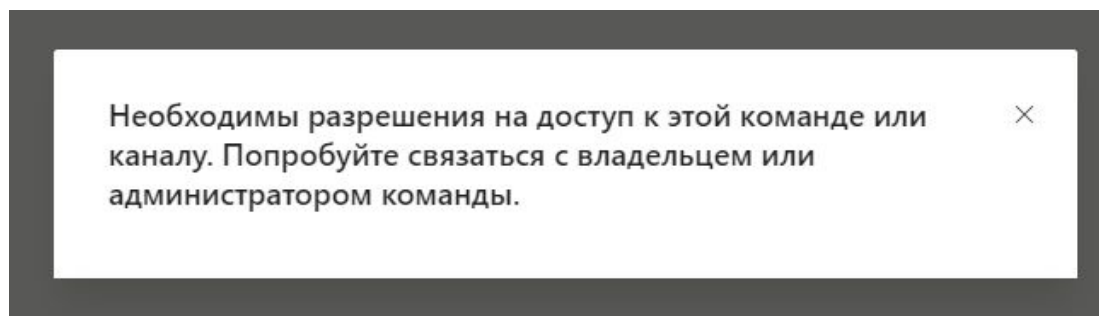 Необходимы разрешения на доступ к этой команде или
каналу. Попробуйте связаться с владельцем или
администратором команды.